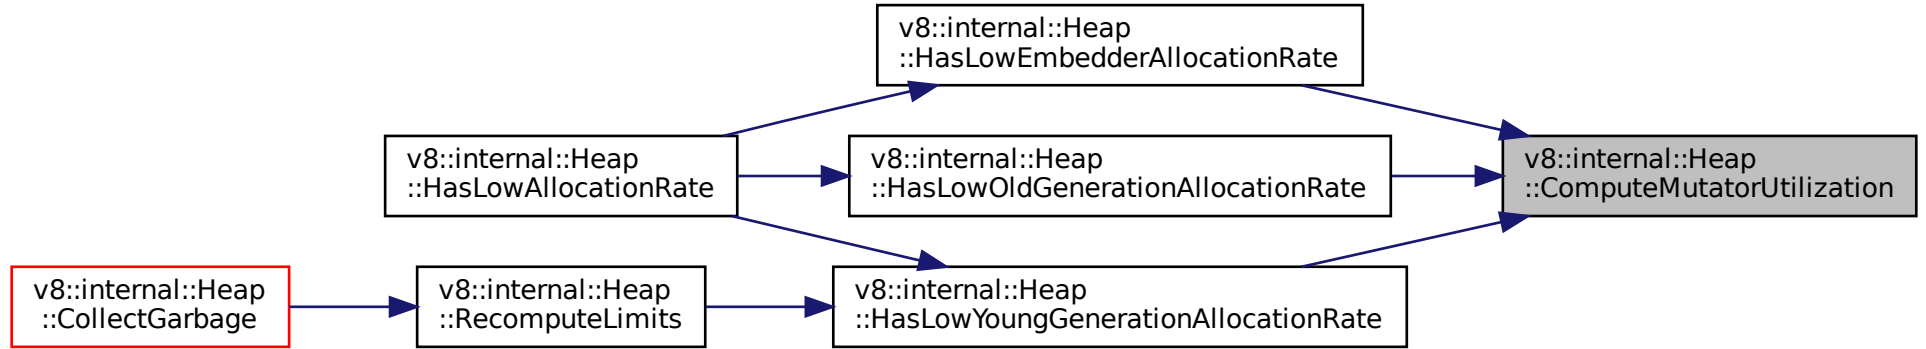 v8::internal::Heap
::HasLowEmbedderAllocationRate
v8::internal::Heap
::HasLowAllocationRate
v8::internal::Heap
::HasLowOldGenerationAllocationRate
v8::internal::Heap
::ComputeMutatorUtilization
v8::internal::Heap
::CollectGarbage
v8::internal::Heap
::RecomputeLimits
v8::internal::Heap
::HasLowYoungGenerationAllocationRate